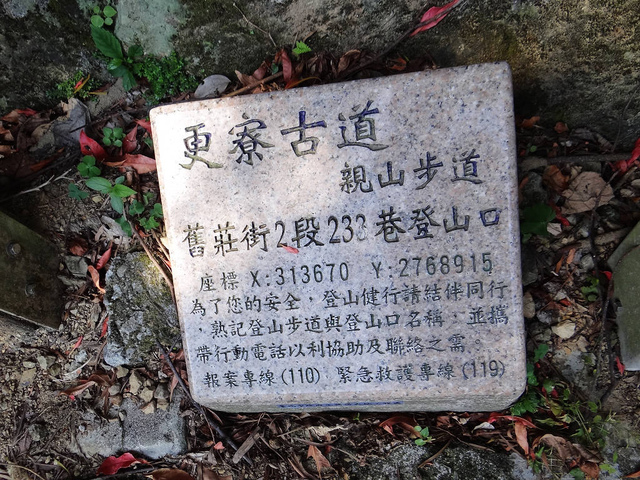 更寮古道
親山步道
舊莊街2段233巷登山口
座標 X:313670 Y:2768915
為了您的安全，登山健行請結伴同行
，熟記登山步道與登山口名稱，並攜
帶行動電話以利協助及聯絡之需。
報案專線(110) 緊急救護專線(119)